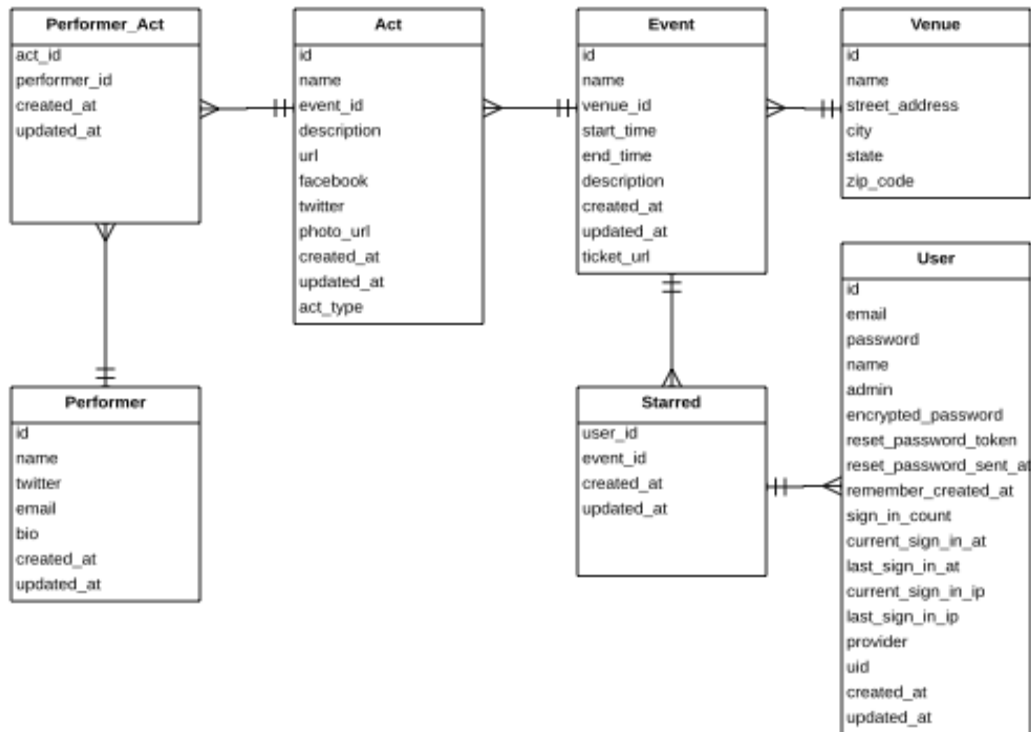 Performer_Act
act_id
performer_id
created_at
updated_at
Act
id
name
event_id
description
url
facebook
twitter
photo_url
created_at
updated_at
act_type
Event
id
name
venue_id
start_time
end_time
description
created_at
updated_at
ticket_url
Venue
id
name
street_address
city
state
zip_code
Performer
id
name
twitter
email
bio
created_at
updated_at
Starred
user_id
event_id
created_at
updated_at
User
id
email
password
name
admin
encrypted_password
reset_password_token
reset_password_sent_at
remember_created_at
sign_in_count
current_sign_in_at
last_sign_in_at
current_sign_in_ip
last_sign_in_ip
provider
uid
created_at
updated_at